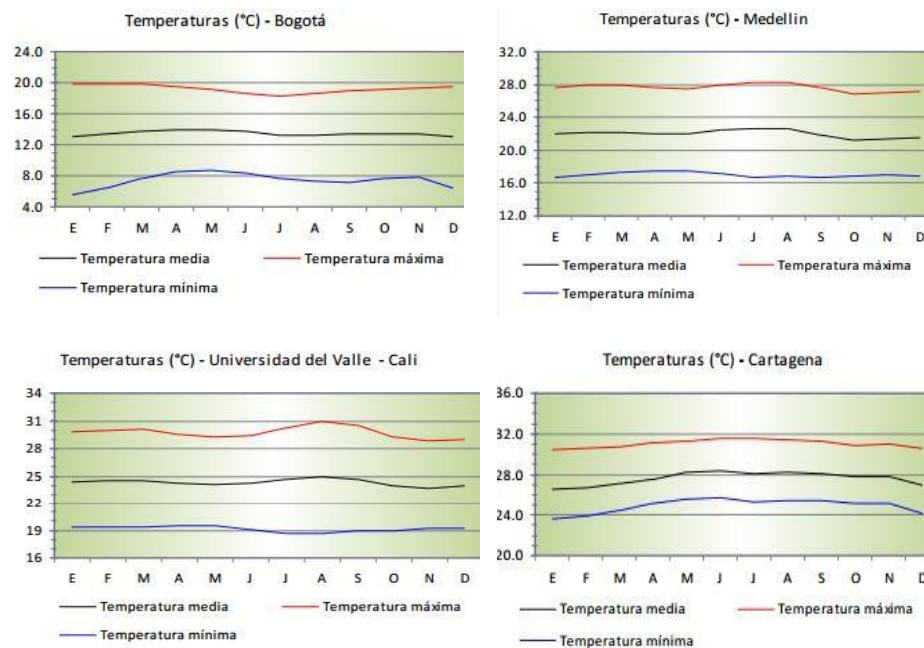 Temperaturas (°C) - Bogotá
24.0
20.0
16.0
12.0
8.0
4.0
E F M A M J J A S O N D
Temperatura media
Temperatura máxima
Temperatura mínima
Temperaturas (°C) - Medellin
32.0
28.0
24.0
20.0
16.0
12.0
E F M A M J J A S O N D
Temperatura media
Temperatura máxima
Temperatura mínima
Temperaturas (°C) - Universidad del Valle - Cali
34
31
28
25
22
19
16
E F M A M J J A S O N D
Temperatura media
Temperatura máxima
Temperatura mínima
Temperaturas (°C) - Cartagena
36.0
32.0
28.0
24.0
20.0
E F M A M J J A S O N D
Temperatura media
Temperatura máxima
Temperatura mínima